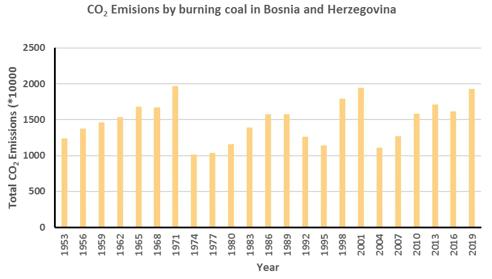 CO₂ Emisions by burning coal in Bosnia and Herzegovina
Total CO₂ Emissions (*10000
2500
2000
1500
1000
500
0
1953 1956 1959 1962 1965 1968 1971 1974 1977 1980 1983 1986 1989 1992 1995 1998 2001 2004 2007 2010 2013 2016 2019
Year